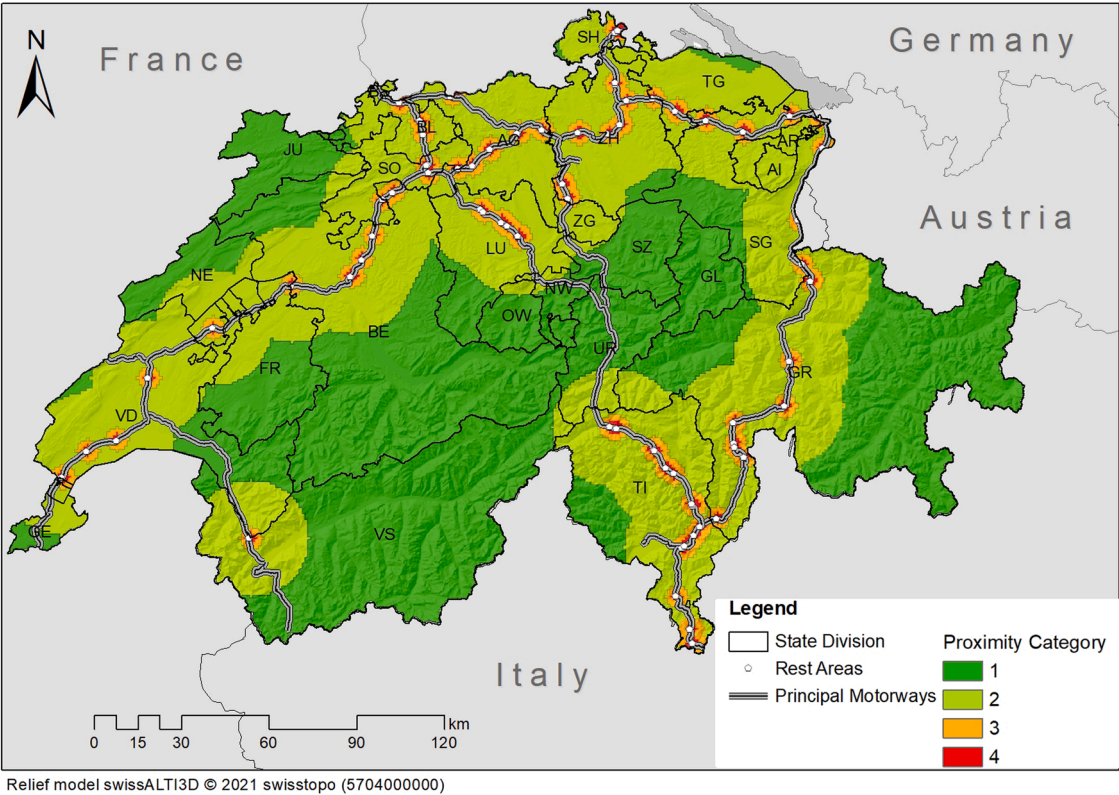 N
France
Germany
Austria
Italy
SH
TG
BL
AG
ZH
AR
AI
JU
SO
LU
ZG
SZ
SG
GL
NE
NW
OW
BE
UR
FR
GR
VD
TI
VS
GE
Legend
State Division
Rest Areas
Principal Motorways
Proximity Category
1
2
3
4
km
0 15 30 60 90 120
Relief model swissALTI3D © 2021 swisstopo (5704000000)